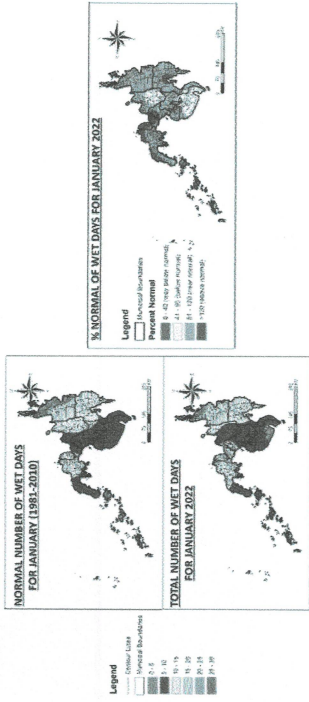 NORMAL NUMBER OF WET DAYS
FOR JANUARY (1981-2010)
Legend
Contour Lines
Municipal Boundaries
0 - 5
5 - 10
10 - 15
15 - 20
20 - 25
25 - 30
TOTAL NUMBER OF WET DAYS
FOR JANUARY 2022
% NORMAL OF WET DAYS FOR JANUARY 2022
Legend
Municipal Boundaries
Percent Normal
0 - 40 (way below normal)
41 - 80 (below normal)
81 - 120 (near normal)
>120 (above normal)